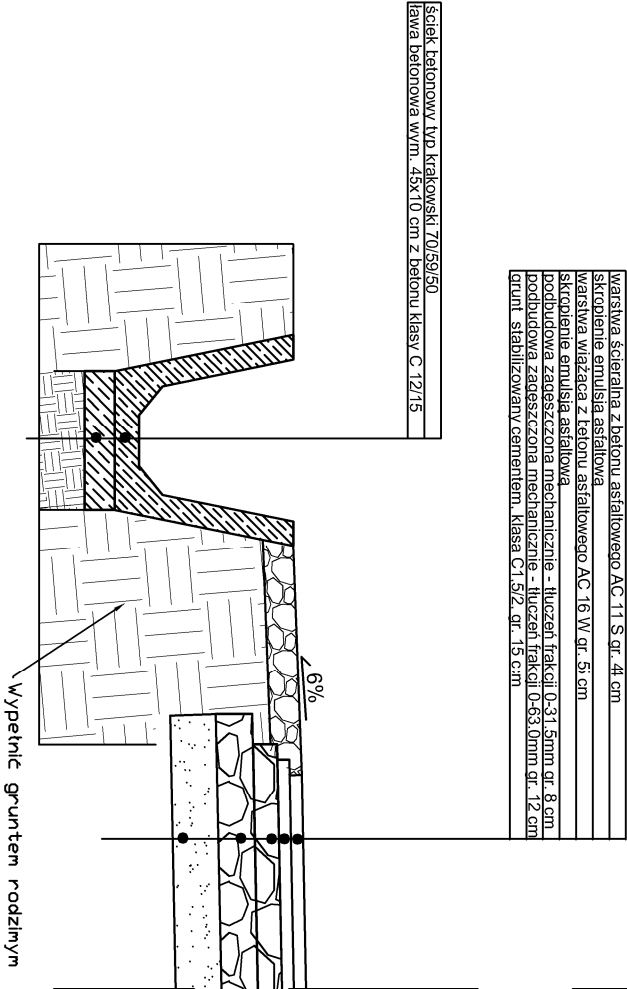 ściek betonowy typ krakowski 70/59/50
ława betonowa wym. 45x10 cm z betonu klasy C 12/15
warstwa ścieralna z betonu asfaltowego AC 11 S gr. 4 cm
skropienie emulsją asfaltową
warstwa wiążąca z betonu asfaltowego AC 16 W gr. 5 cm
skropienie emulsją asfaltową
podbudowa zagęszczona mechanicznie - tłuczeń frakcji 0-31,5mm gr. 8 cm
podbudowa zagęszczona mechanicznie - tłuczeń frakcji 0-63,0mm gr. 12 cm
grunt stabilizowany cementem, klasa C1,5/2, gr. 15 cm
6%
Wypełnić gruntem rodzimym